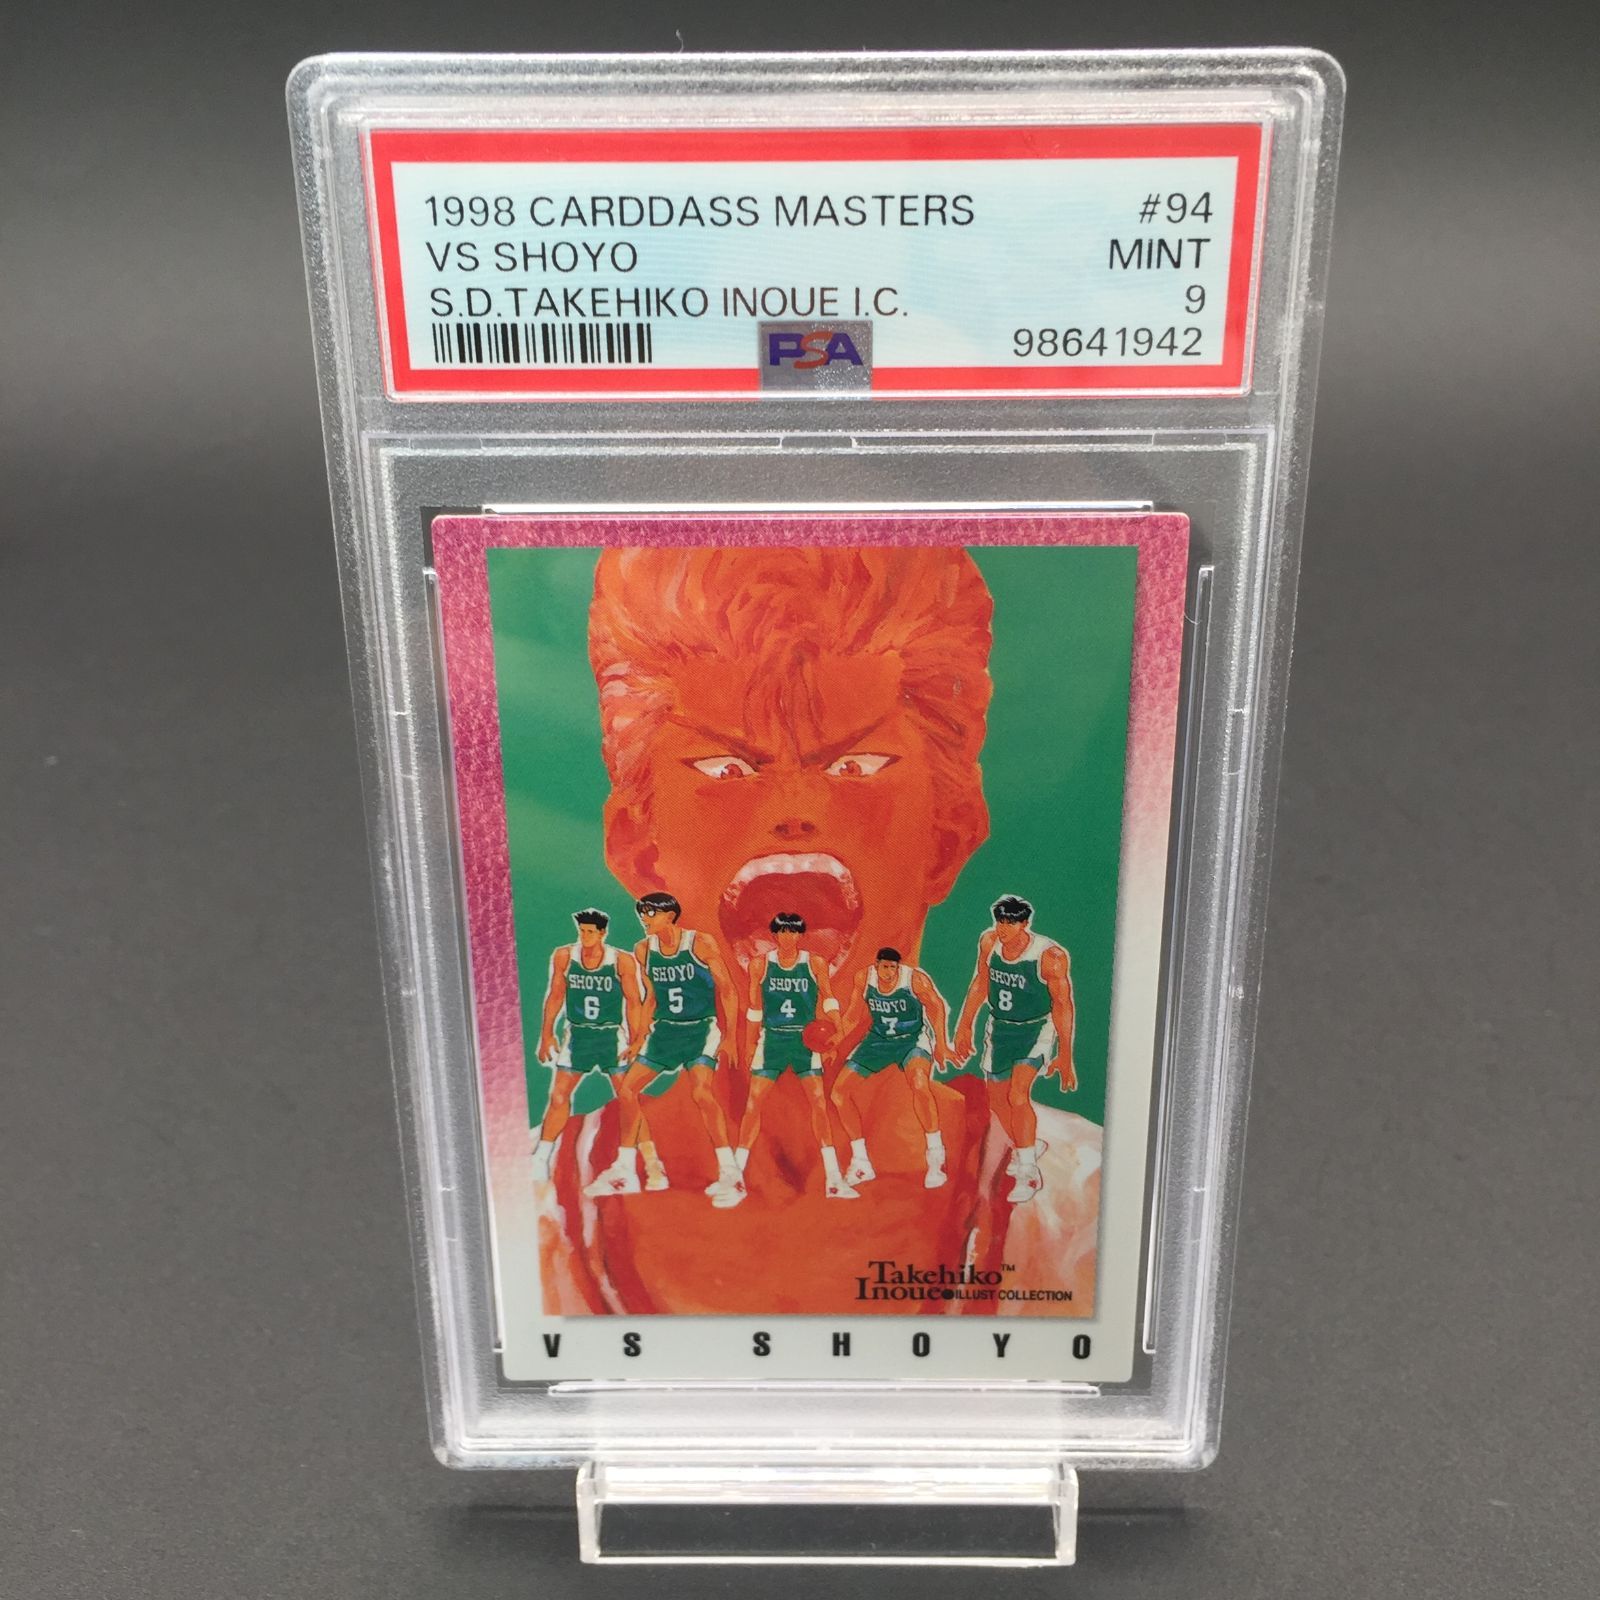 1998 CARDDASS MASTERS #94
VS SHOYO MINT
S.D.TAKEHIKO INOUE I.C. 9
PSA 98641942
SHOYO 6
SHOYO 5
SHOYO 4
SHOYO 7
SHOYO 8
Takehiko™
Inoue●ILLUST COLLECTION
VS SHOYO